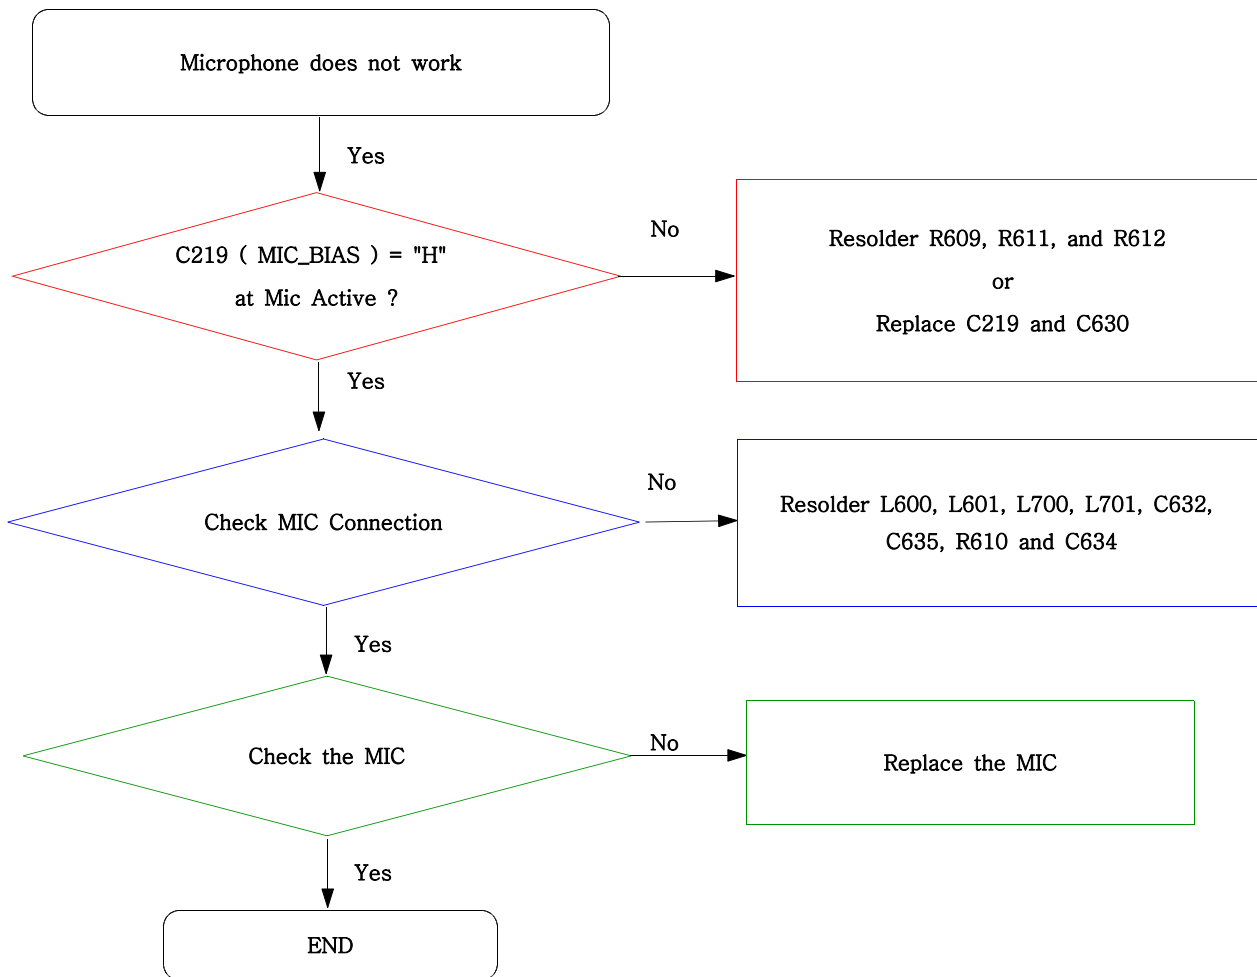 Microphone does not work
Yes
C219 ( MIC_BIAS ) = "H"
at Mic Active ?
No
Resolder R609, R611, and R612
or
Replace C219 and C630
Yes
Check MIC Connection
No
Resolder L600, L601, L700, L701, C632,
C635, R610 and C634
Yes
Check the MIC
No
Replace the MIC
Yes
END